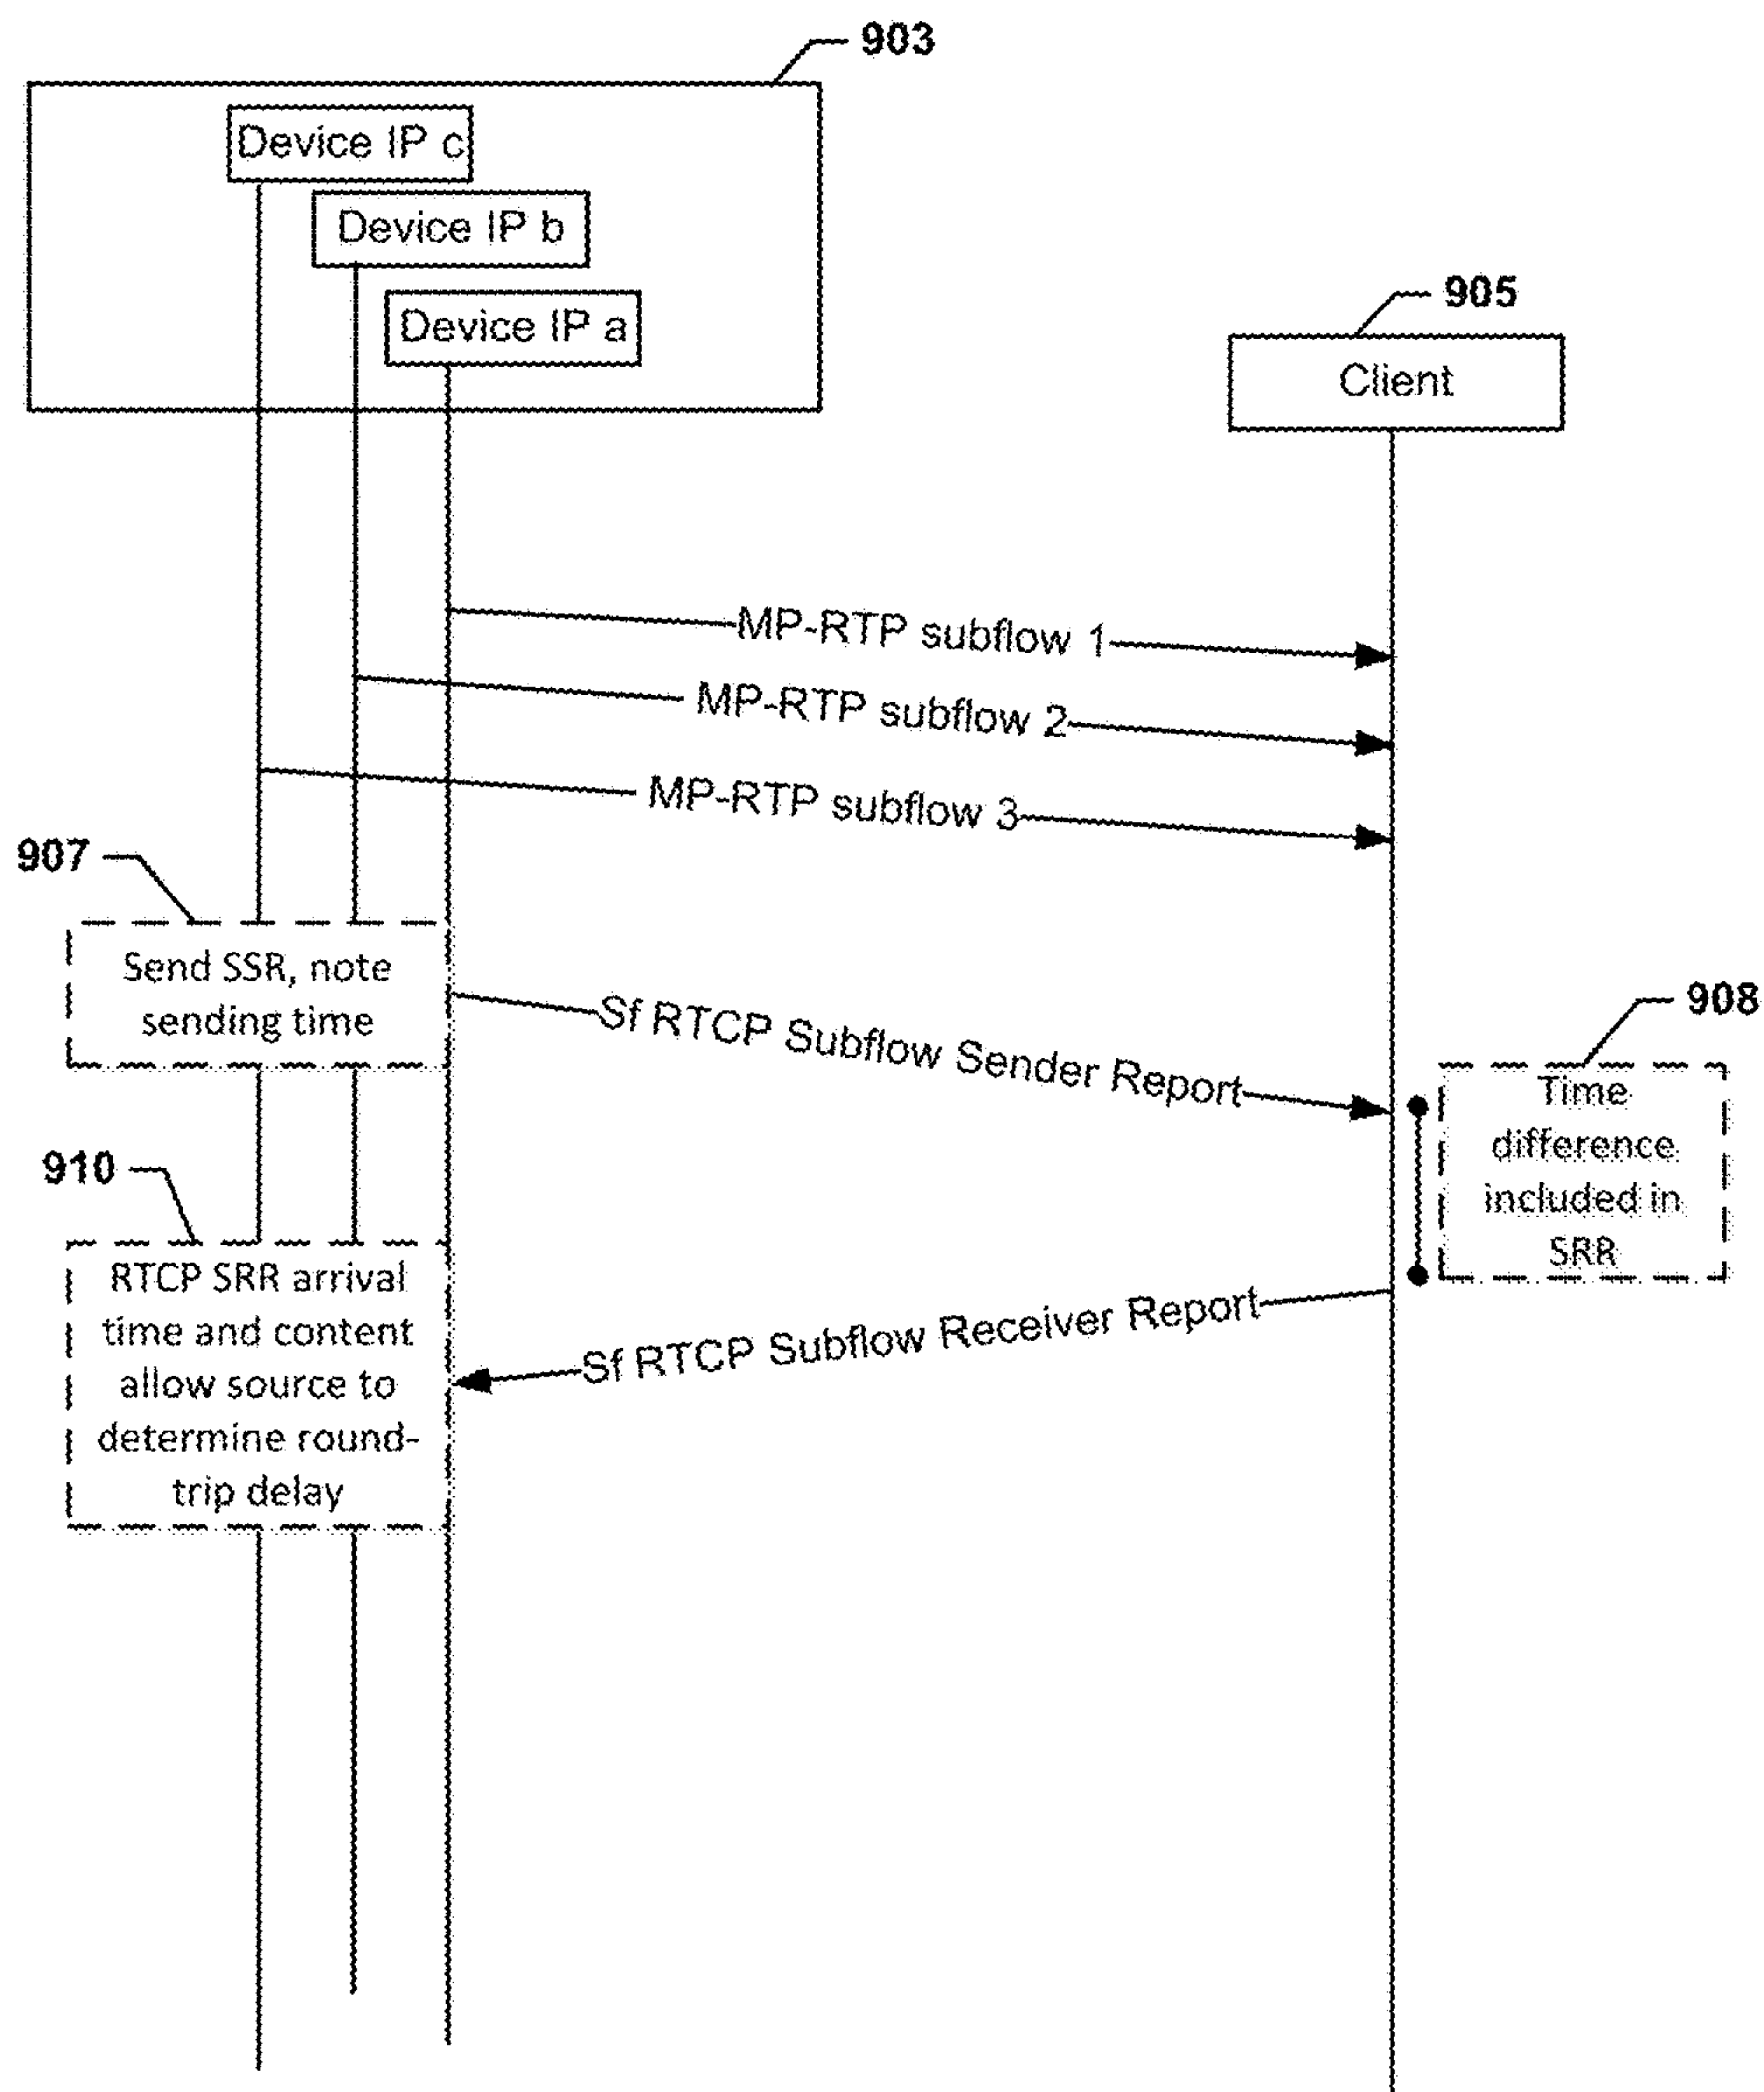 903
Device IP c
Device IP b
Device IP a
905
Client
MP-RTP subflow 1
MP-RTP subflow 2
MP-RTP subflow 3
907
Send SSR, note
sending time
Sf RTCP Subflow Sender Report
908
Time
difference
included in
SRR
910
RTCP SRR arrival
time and content
allow source to
determine round-
trip delay
Sf RTCP Subflow Receiver Report